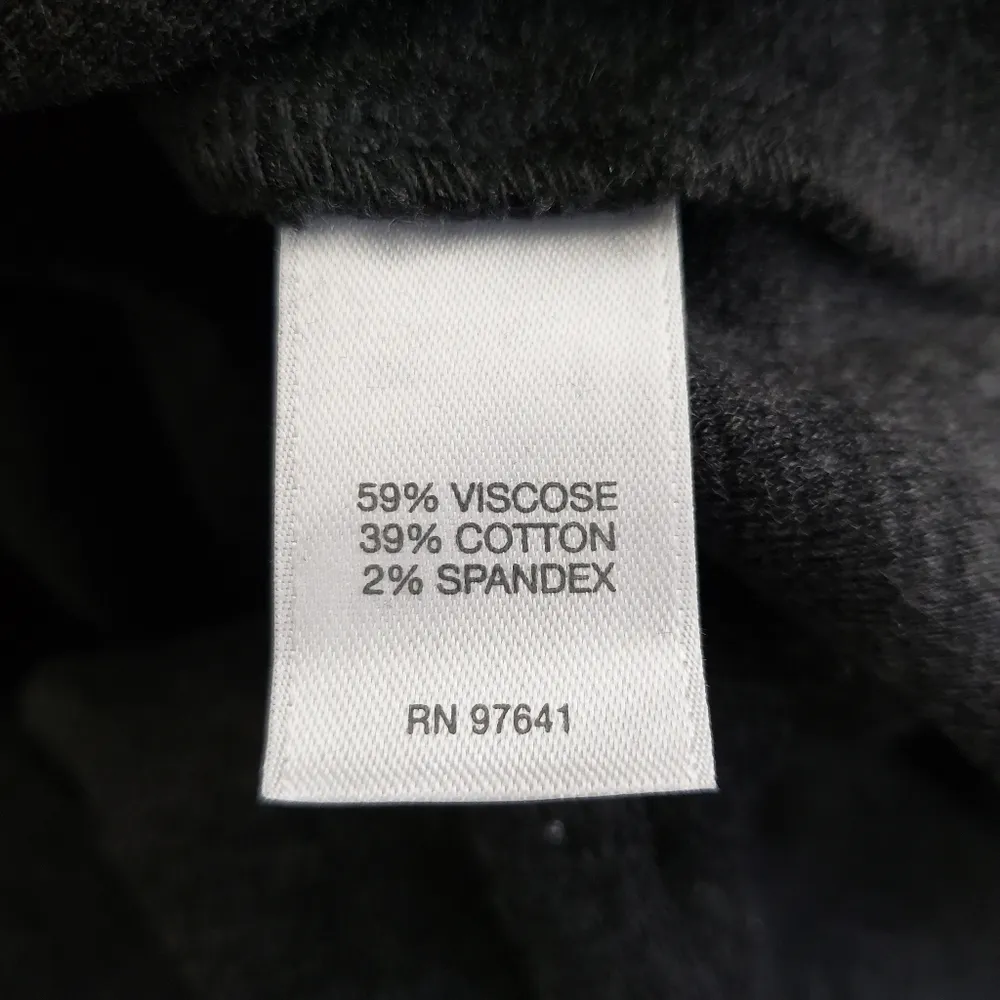 59% VISCOSE
39% COTTON
2% SPANDEX
RN 97641